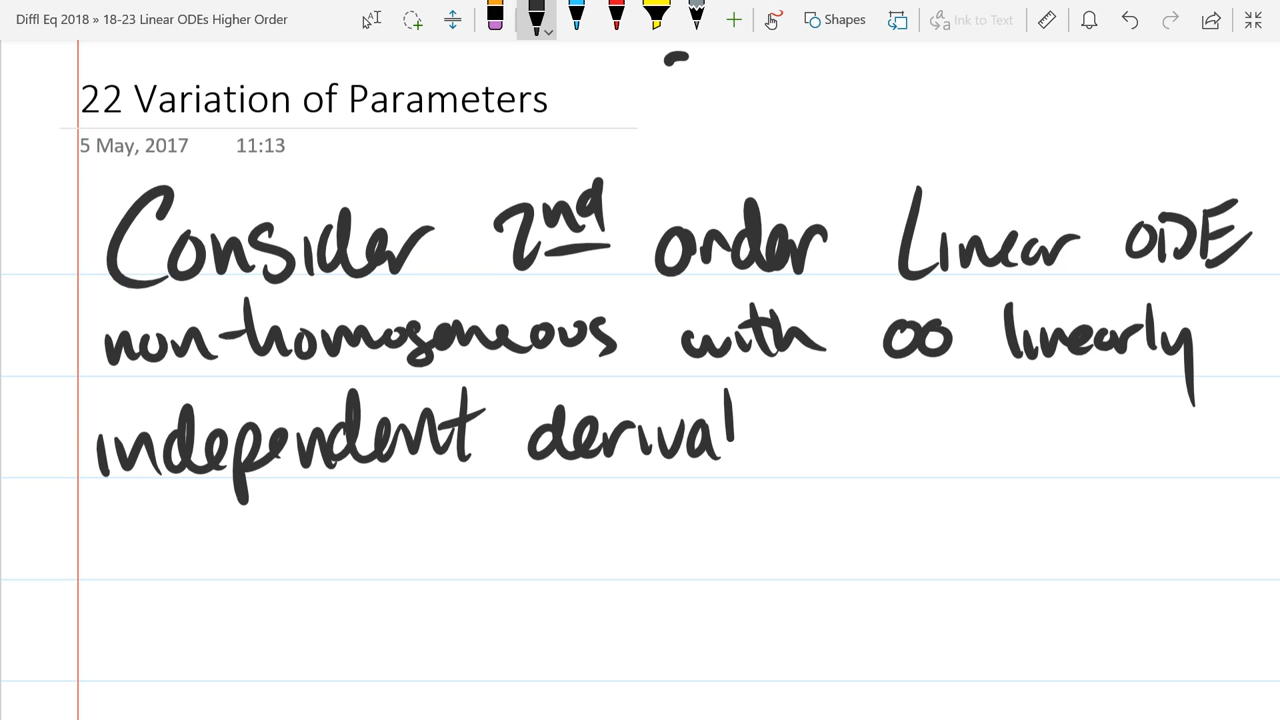 Diffl Eq 2018 » 18-23 Linear ODEs Higher Order
Shapes
Ink to Text
22 Variation of Parameters
5 May, 2017 11:13
Consider 2nd order Linear ODE
non-homogeneous with ∞ linearly
independent derivat